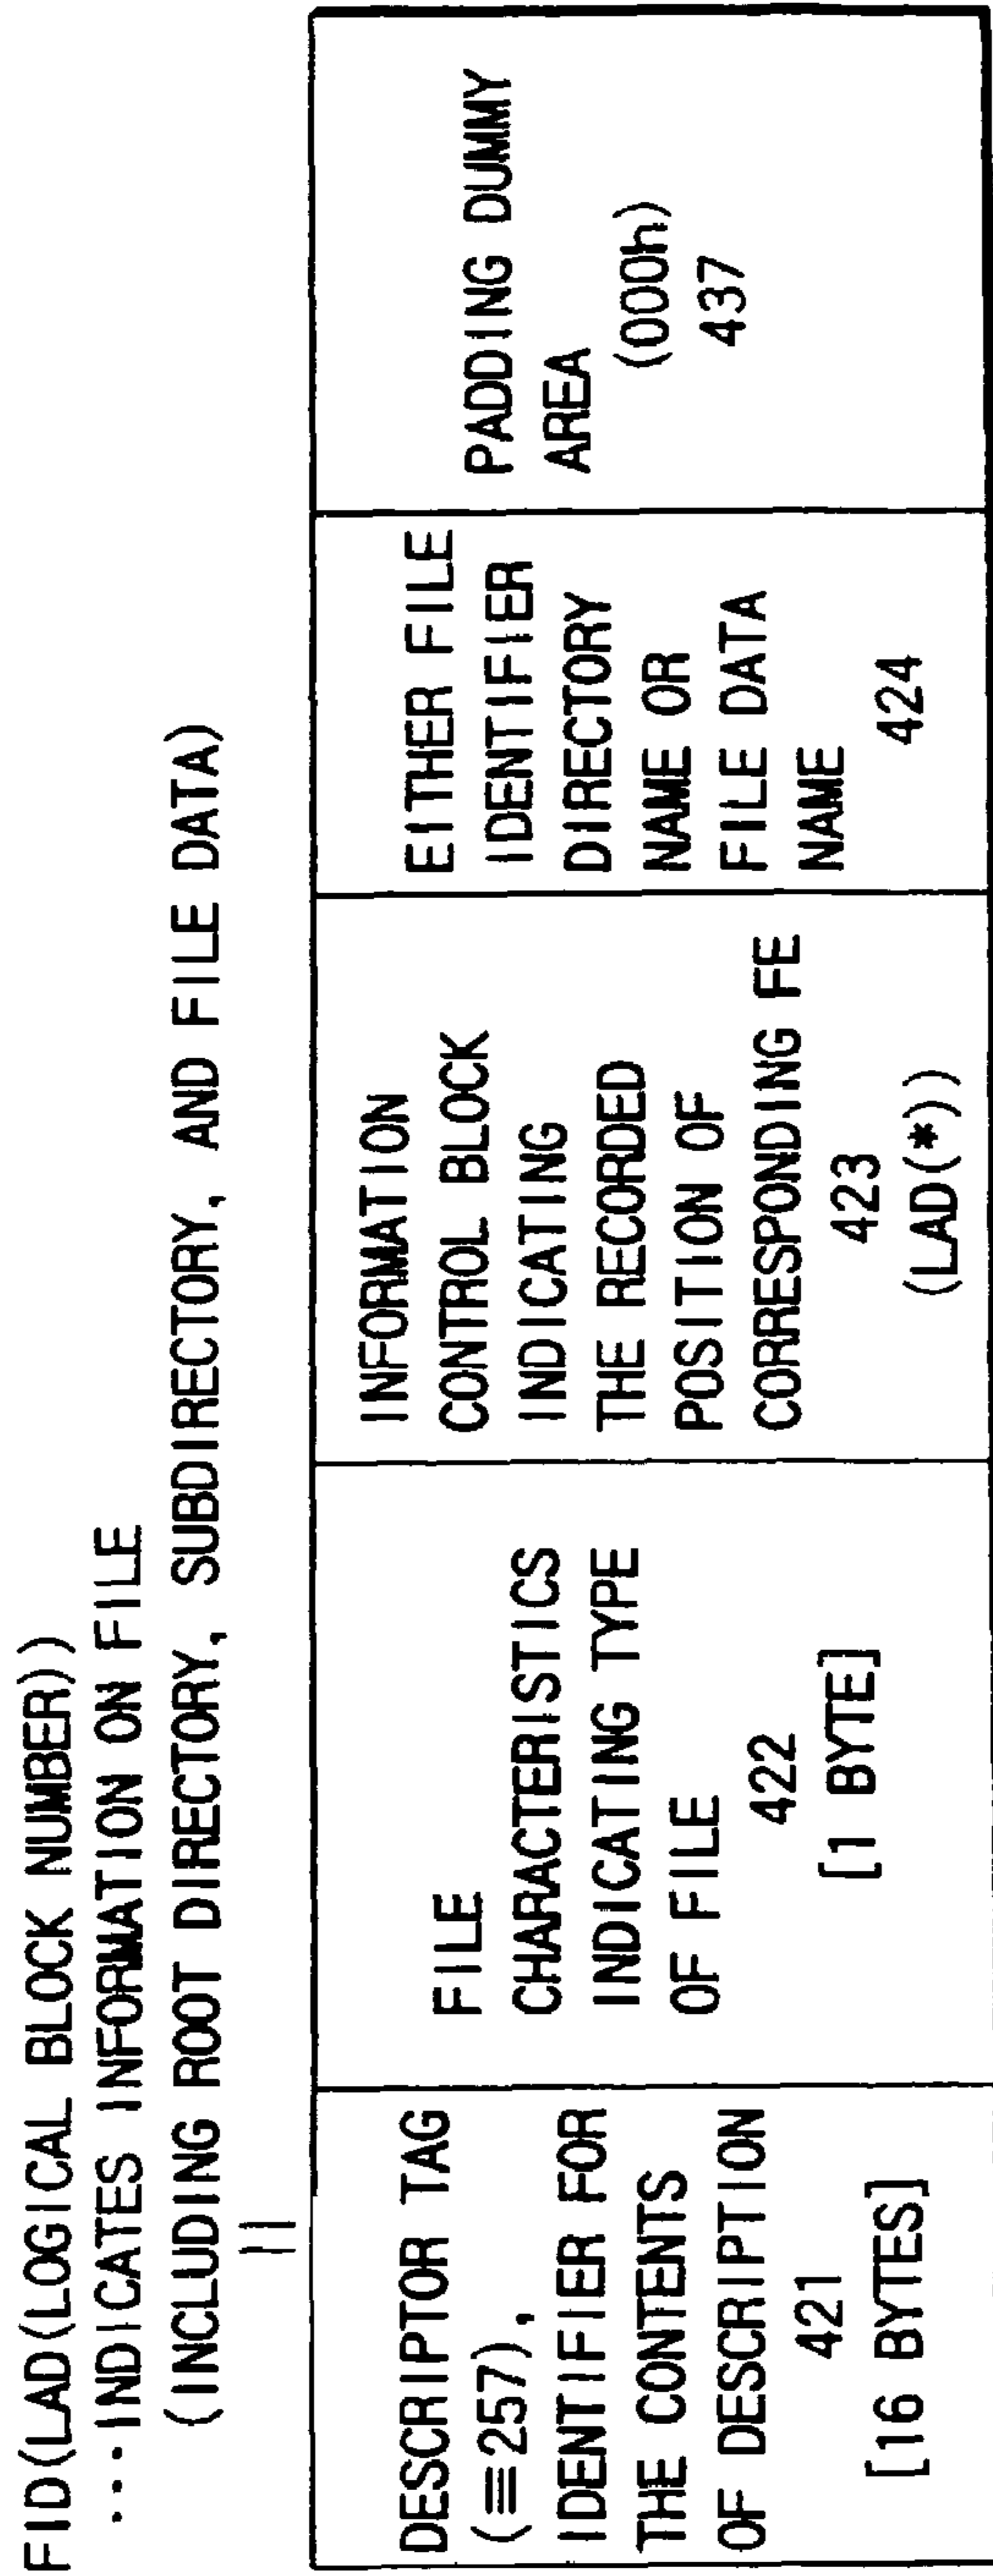 FID(LAD(LOGICAL BLOCK NUMBER))
···INDICATES INFORMATION ON FILE
(INCLUDING ROOT DIRECTORY, SUBDIRECTORY, AND FILE DATA)
=
DESCRIPTOR TAG
(≡257),
IDENTIFIER FOR
THE CONTENTS
OF DESCRIPTION
421
[16 BYTES]
FILE
CHARACTERISTICS
INDICATING TYPE
OF FILE
422
[1 BYTE]
INFORMATION
CONTROL BLOCK
INDICATING
THE RECORDED
POSITION OF
CORRESPONDING FE
423
(LAD(*))
EITHER FILE
IDENTIFIER
DIRECTORY
NAME OR
FILE DATA
NAME
424
PADDING DUMMY
AREA
(000h)
437